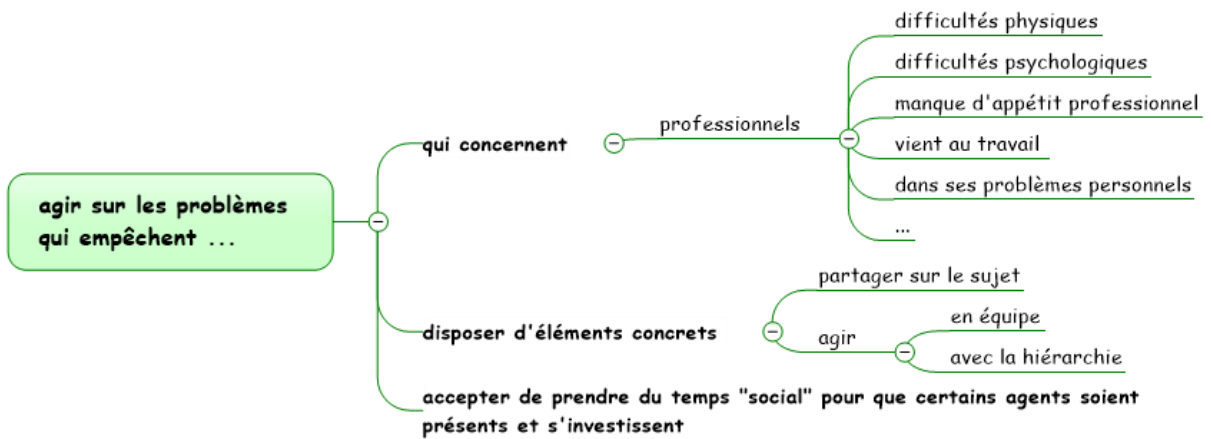 agir sur les problèmes
qui empêchent ...
qui concernent
professionnels
difficultés physiques
difficultés psychologiques
manque d'appétit professionnel
vient au travail
dans ses problèmes personnels
...
disposer d'éléments concrets
partager sur le sujet
agir
en équipe
avec la hiérarchie
accepter de prendre du temps "social" pour que certains agents soient
présents et s'investissent